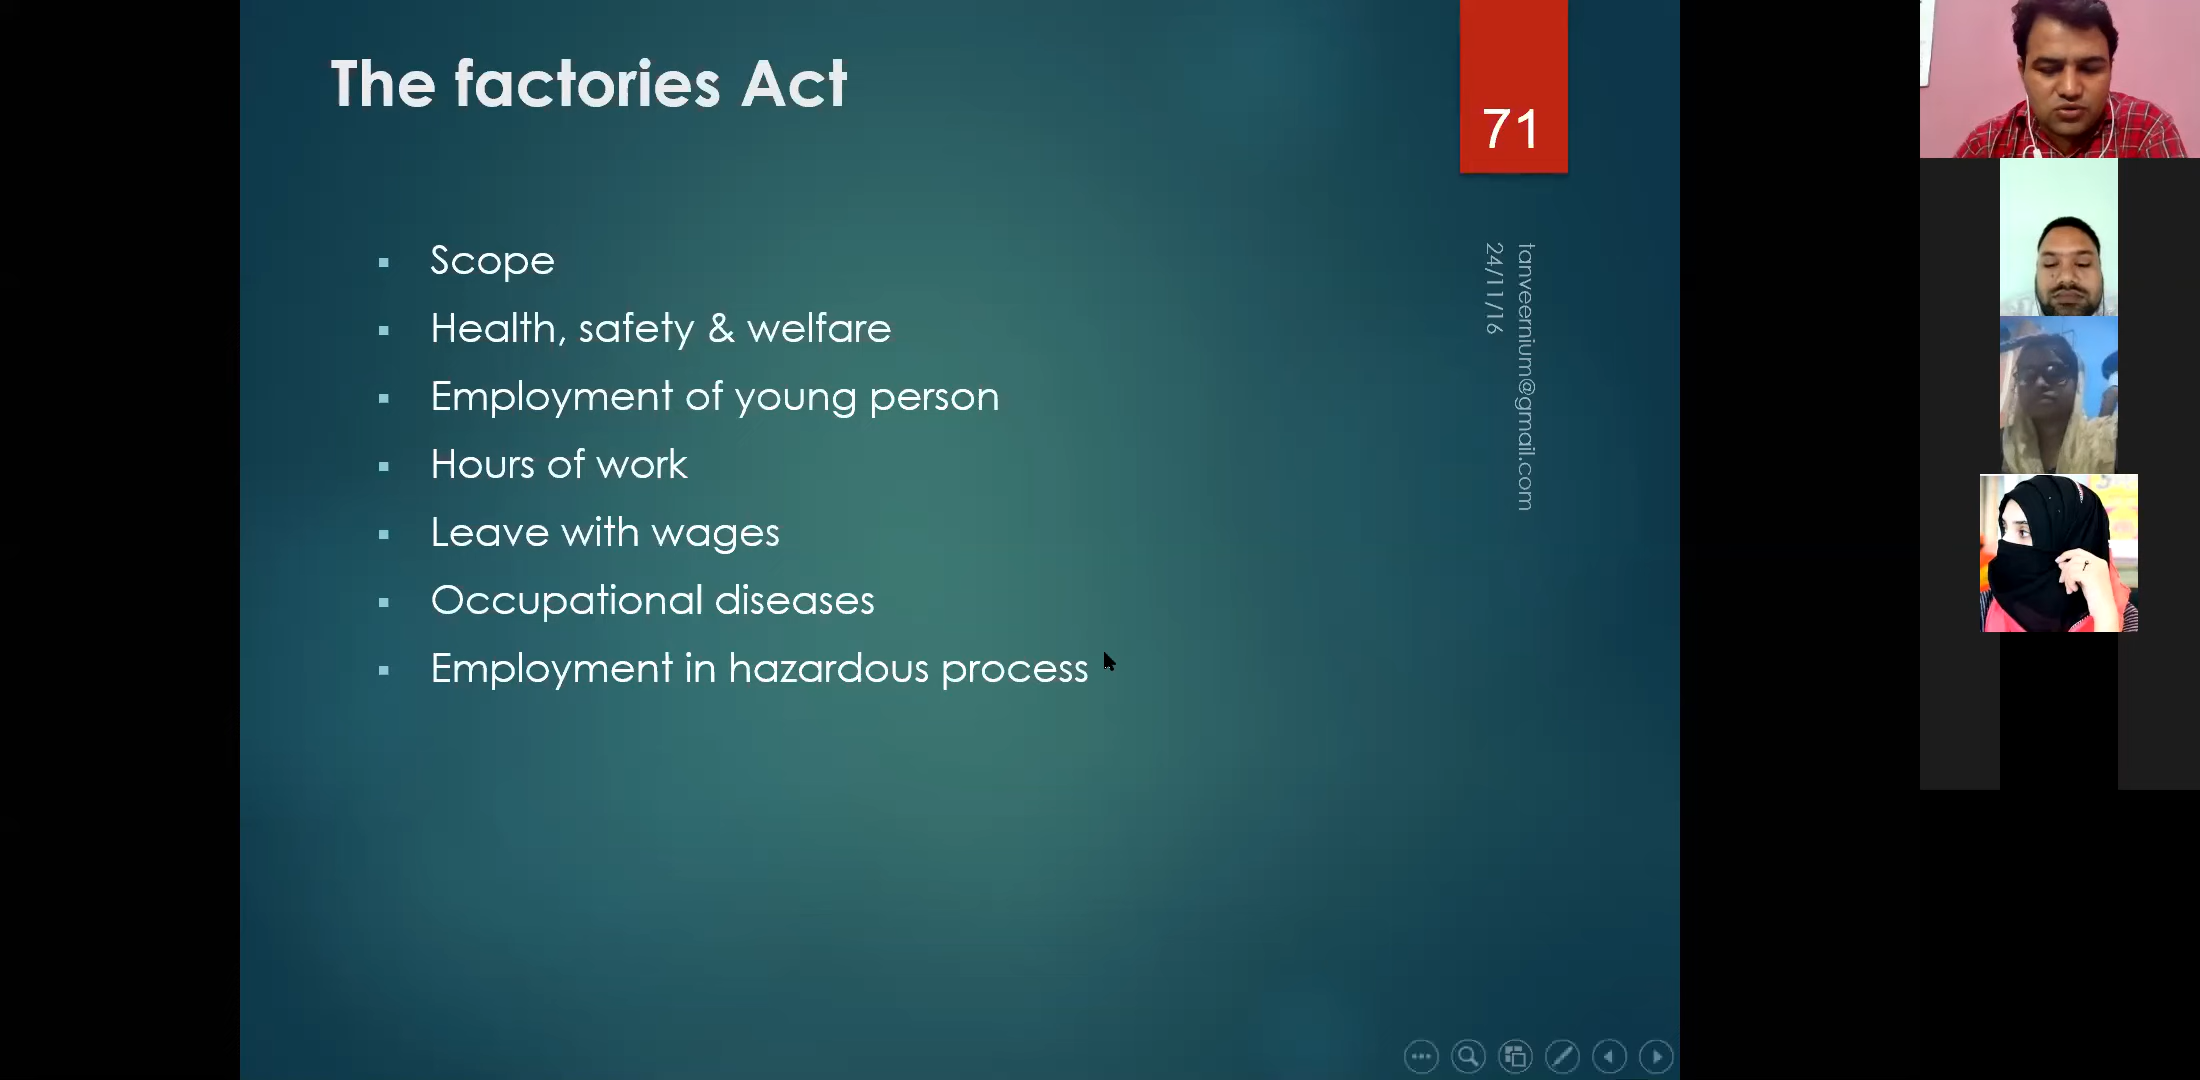 The factories Act
71
Scope
Health, safety & welfare
Employment of young person
Hours of work
Leave with wages
Occupational diseases
Employment in hazardous process
tanveernium@gmail.com
24/11/16